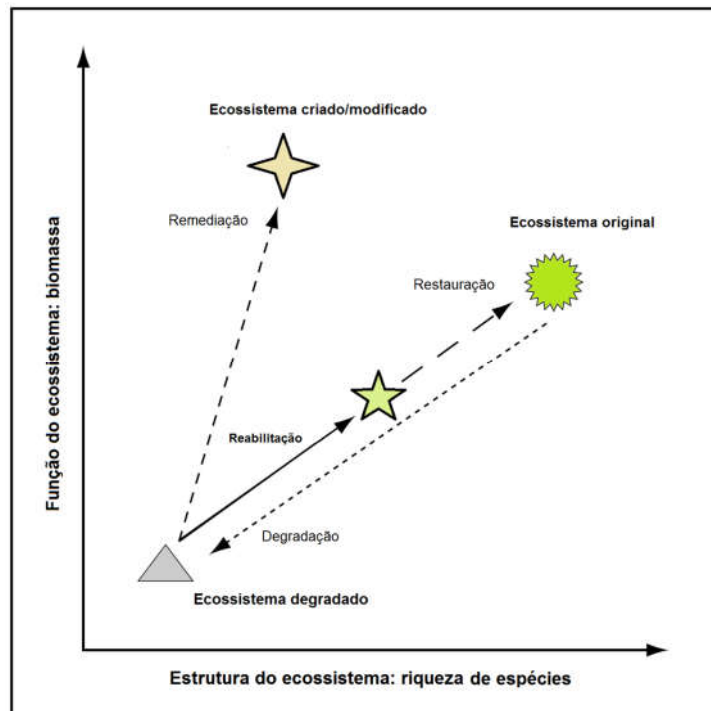 Ecossistema criado/modificado
Remediação
Ecossistema original
Restauração
Reabilitação
Degradação
Ecossistema degradado
Função do ecossistema: biomassa
Estrutura do ecossistema: riqueza de espécies